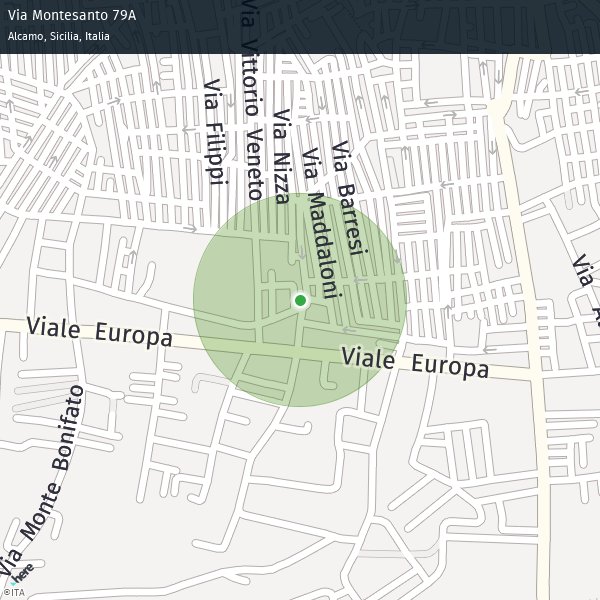 Via Montesanto 79A
Alcamo, Sicilia, Italia
Via Vittorio Veneto
Via Filippi
Via Nizza
Via Barresi
Via Maddaloni
Via
Viale Europa
Viale Europa
Via Monte Bonifato
here
©ITA